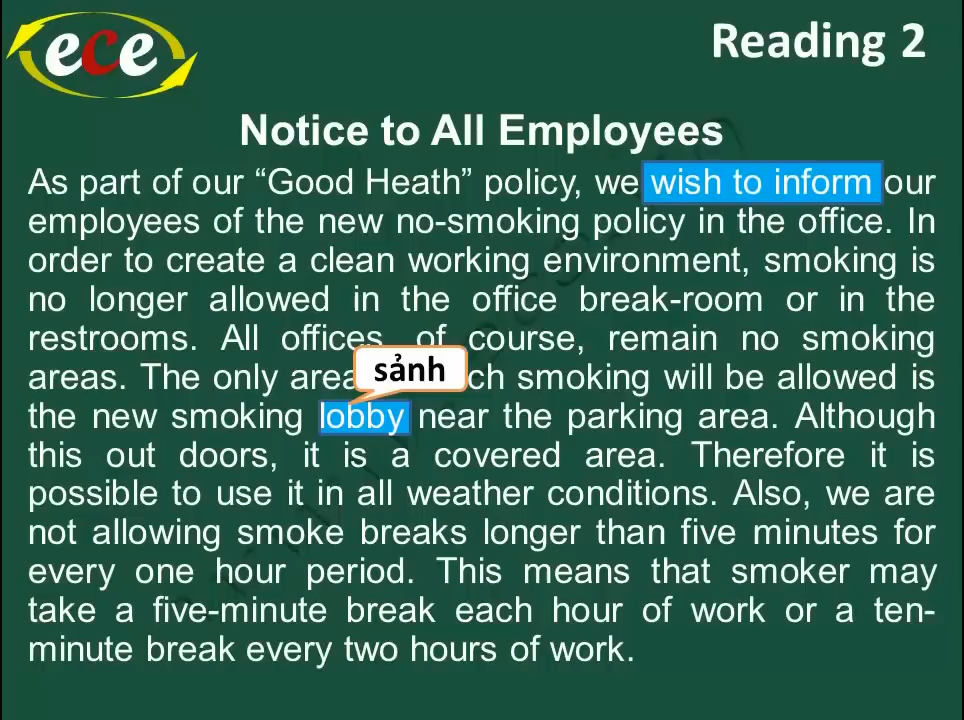 ece
Reading 2
Notice to All Employees
As part of our “Good Heath” policy, we wish to inform our
employees of the new no-smoking policy in the office. In
order to create a clean working environment, smoking is
no longer allowed in the office break-room or in the
restrooms. All offices, of course, remain no smoking
areas. The only area ch smoking will be allowed is
sảnh
the new smoking lobby near the parking area. Although
this out doors, it is a covered area. Therefore it is
possible to use it in all weather conditions. Also, we are
not allowing smoke breaks longer than five minutes for
every one hour period. This means that smoker may
take a five-minute break each hour of work or a ten-
minute break every two hours of work.